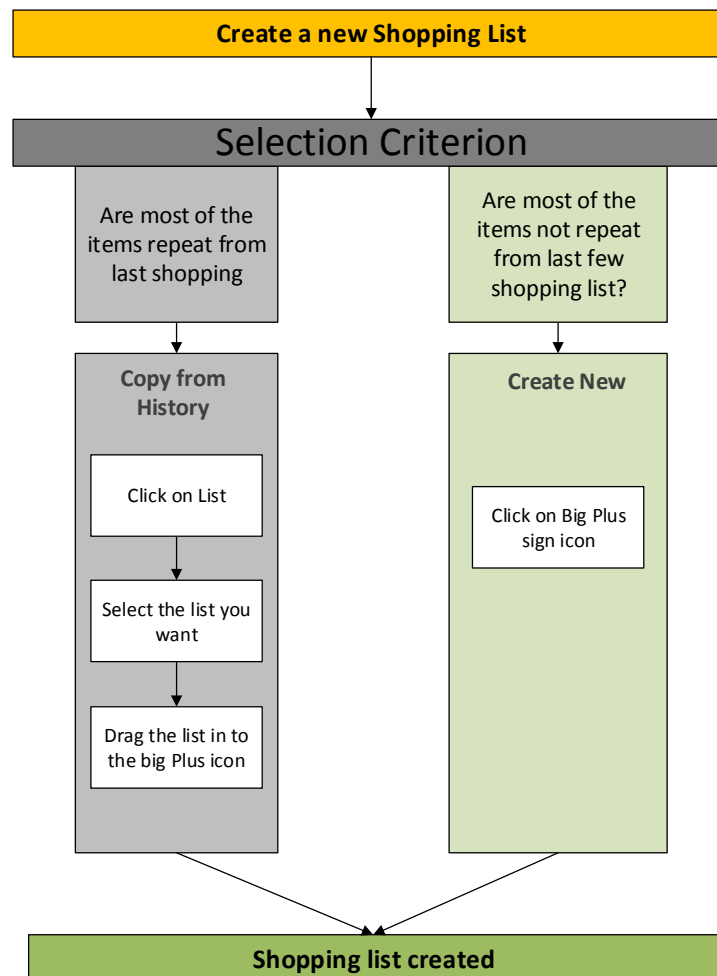 Create a new Shopping List
Selection Criterion
Are most of the
items repeat from
last shopping
Are most of the
items not repeat
from last few
shopping list?
Copy from
History
Click on List
Select the list you
want
Drag the list in to
the big Plus icon
Create New
Click on Big Plus
sign icon
Shopping list created